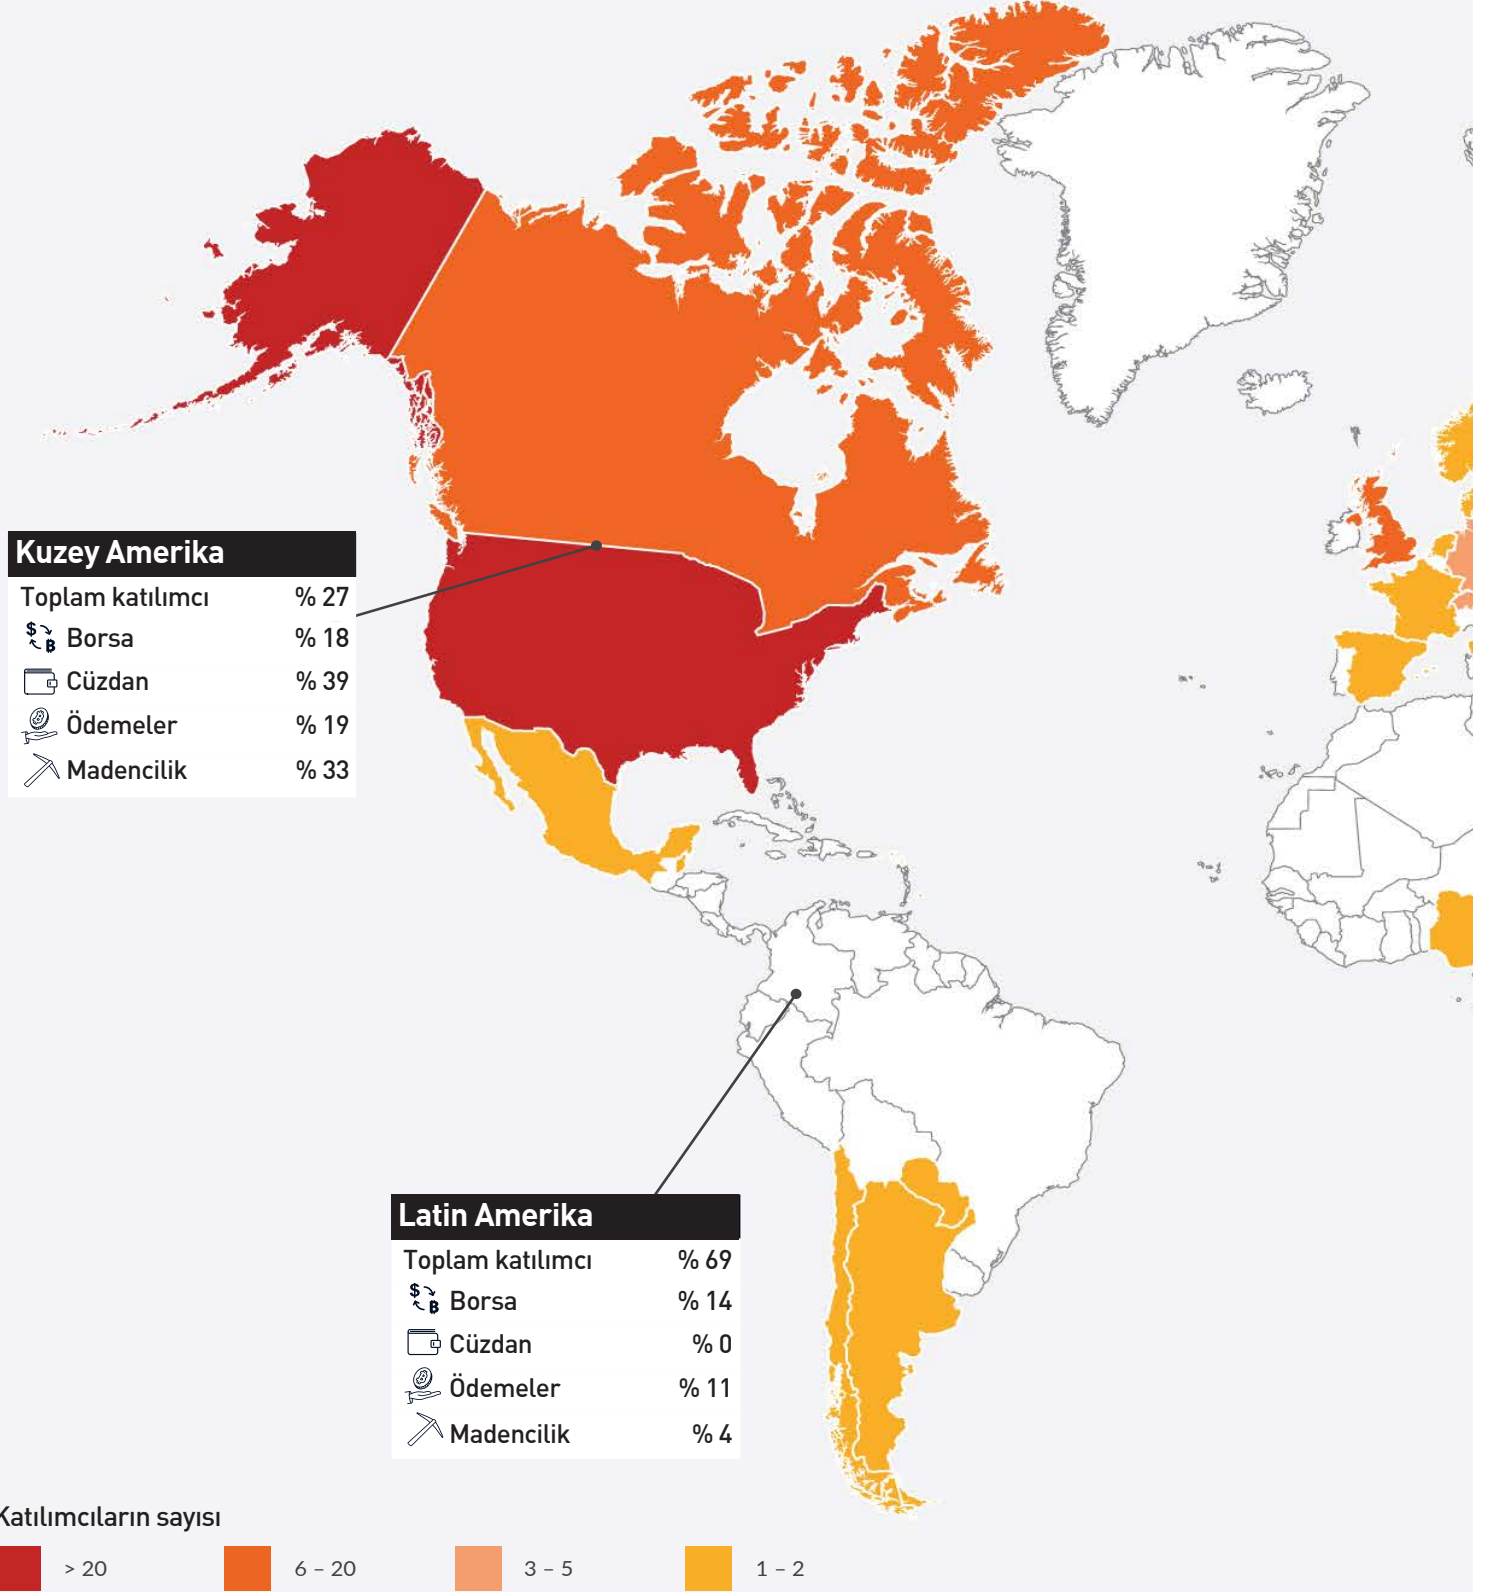 Kuzey Amerika
Toplam katılımcı % 27
Borsa % 18
Cüzdan % 39
Ödemeler % 19
Madencilik % 33
Latin Amerika
Toplam katılımcı % 69
Borsa % 14
Cüzdan % 0
Ödemeler % 11
Madencilik % 4
Katılımcıların sayısı
> 20 6 – 20 3 – 5 1 – 2